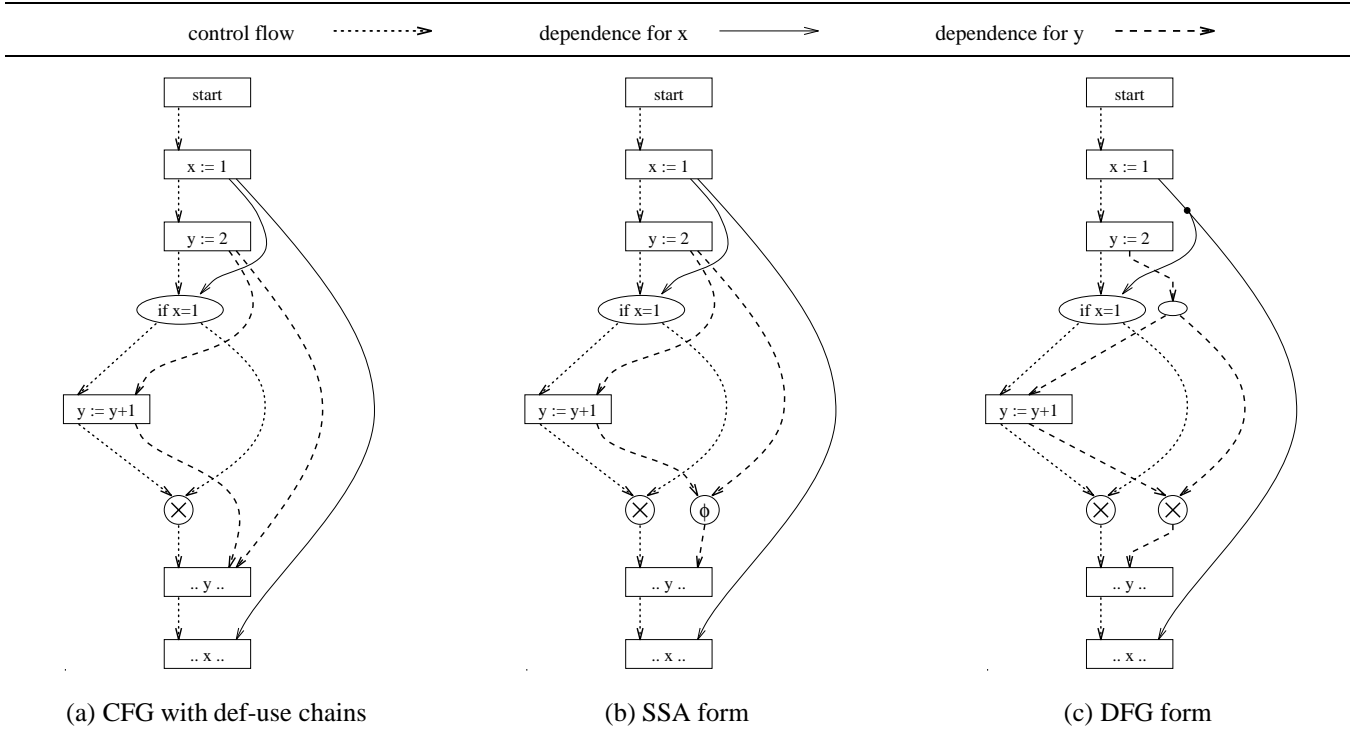 control flow dependence for x dependence for y
start start start
x := 1 x := 1 x := 1
y := 2 y := 2 y := 2
if x=1 if x=1 if x=1
y := y+1 y := y+1 y := y+1
ϕ
.. y .. .. y .. .. y ..
.. x .. .. x .. .. x ..
(a) CFG with def-use chains (b) SSA form (c) DFG form